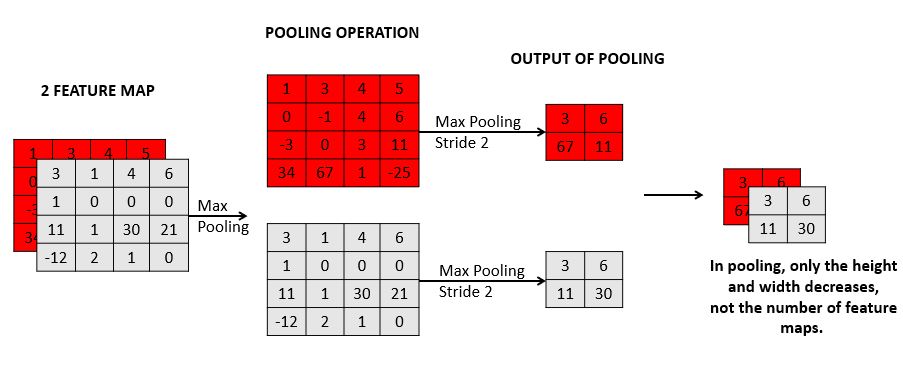 POOLING OPERATION
OUTPUT OF POOLING
2 FEATURE MAP
1 3 4 5
0
-3
34
3 1 4 6
1 0 0 0
11 1 30 21
-12 2 1 0
Max
Pooling
1 3 4 5
0 -1 4 6
-3 0 3 11
34 67 1 -25
Max Pooling
Stride 2
3 6
67 11
3 1 4 6
1 0 0 0
11 1 30 21
-12 2 1 0
Max Pooling
Stride 2
3 6
11 30
3 6
67
3 6
11 30
In pooling, only the height
and width decreases,
not the number of feature
maps.